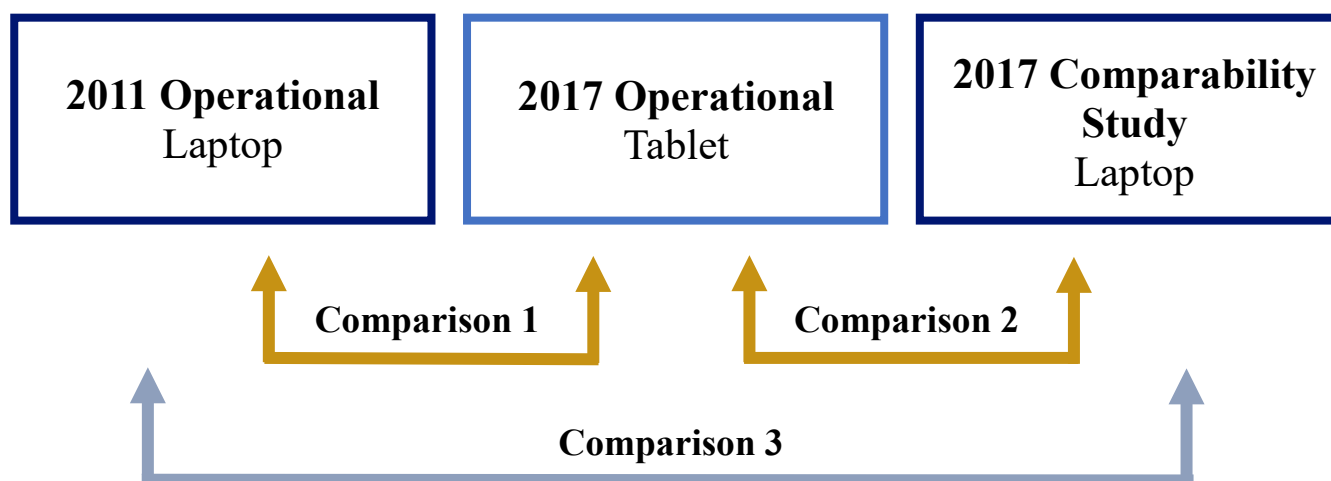 2011 Operational
Laptop
2017 Operational
Tablet
2017 Comparability
Study
Laptop
Comparison 1
Comparison 2
Comparison 3